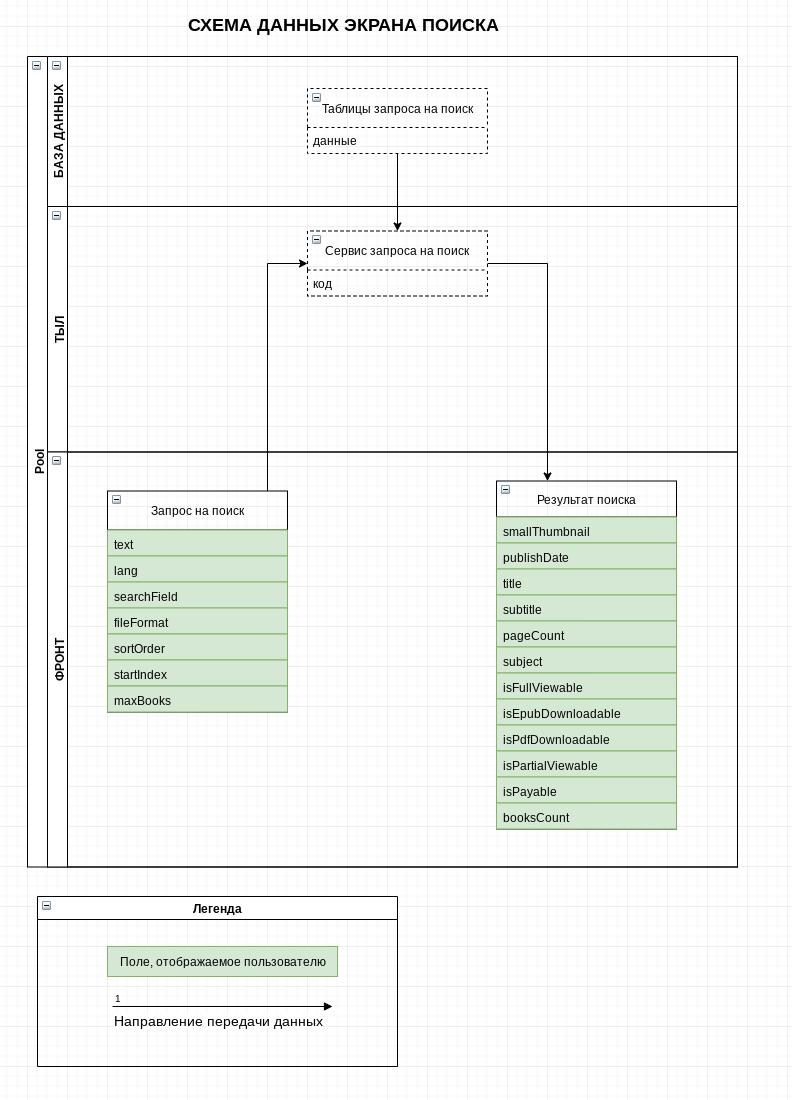 СХЕМА ДАННЫХ ЭКРАНА ПОИСКА
Pool
БАЗА ДАННЫХ
Таблицы запроса на поиск
данные
ТЫЛ
Сервис запроса на поиск
код
ФРОНТ
Запрос на поиск
text
lang
searchField
fileFormat
sortOrder
startIndex
maxBooks
Результат поиска
smallThumbnail
publishDate
title
subtitle
pageCount
subject
isFullViewable
isEpubDownloadable
isPdfDownloadable
isPartialViewable
isPayable
booksCount
Легенда
Поле, отображаемое пользователю
1
Направление передачи данных